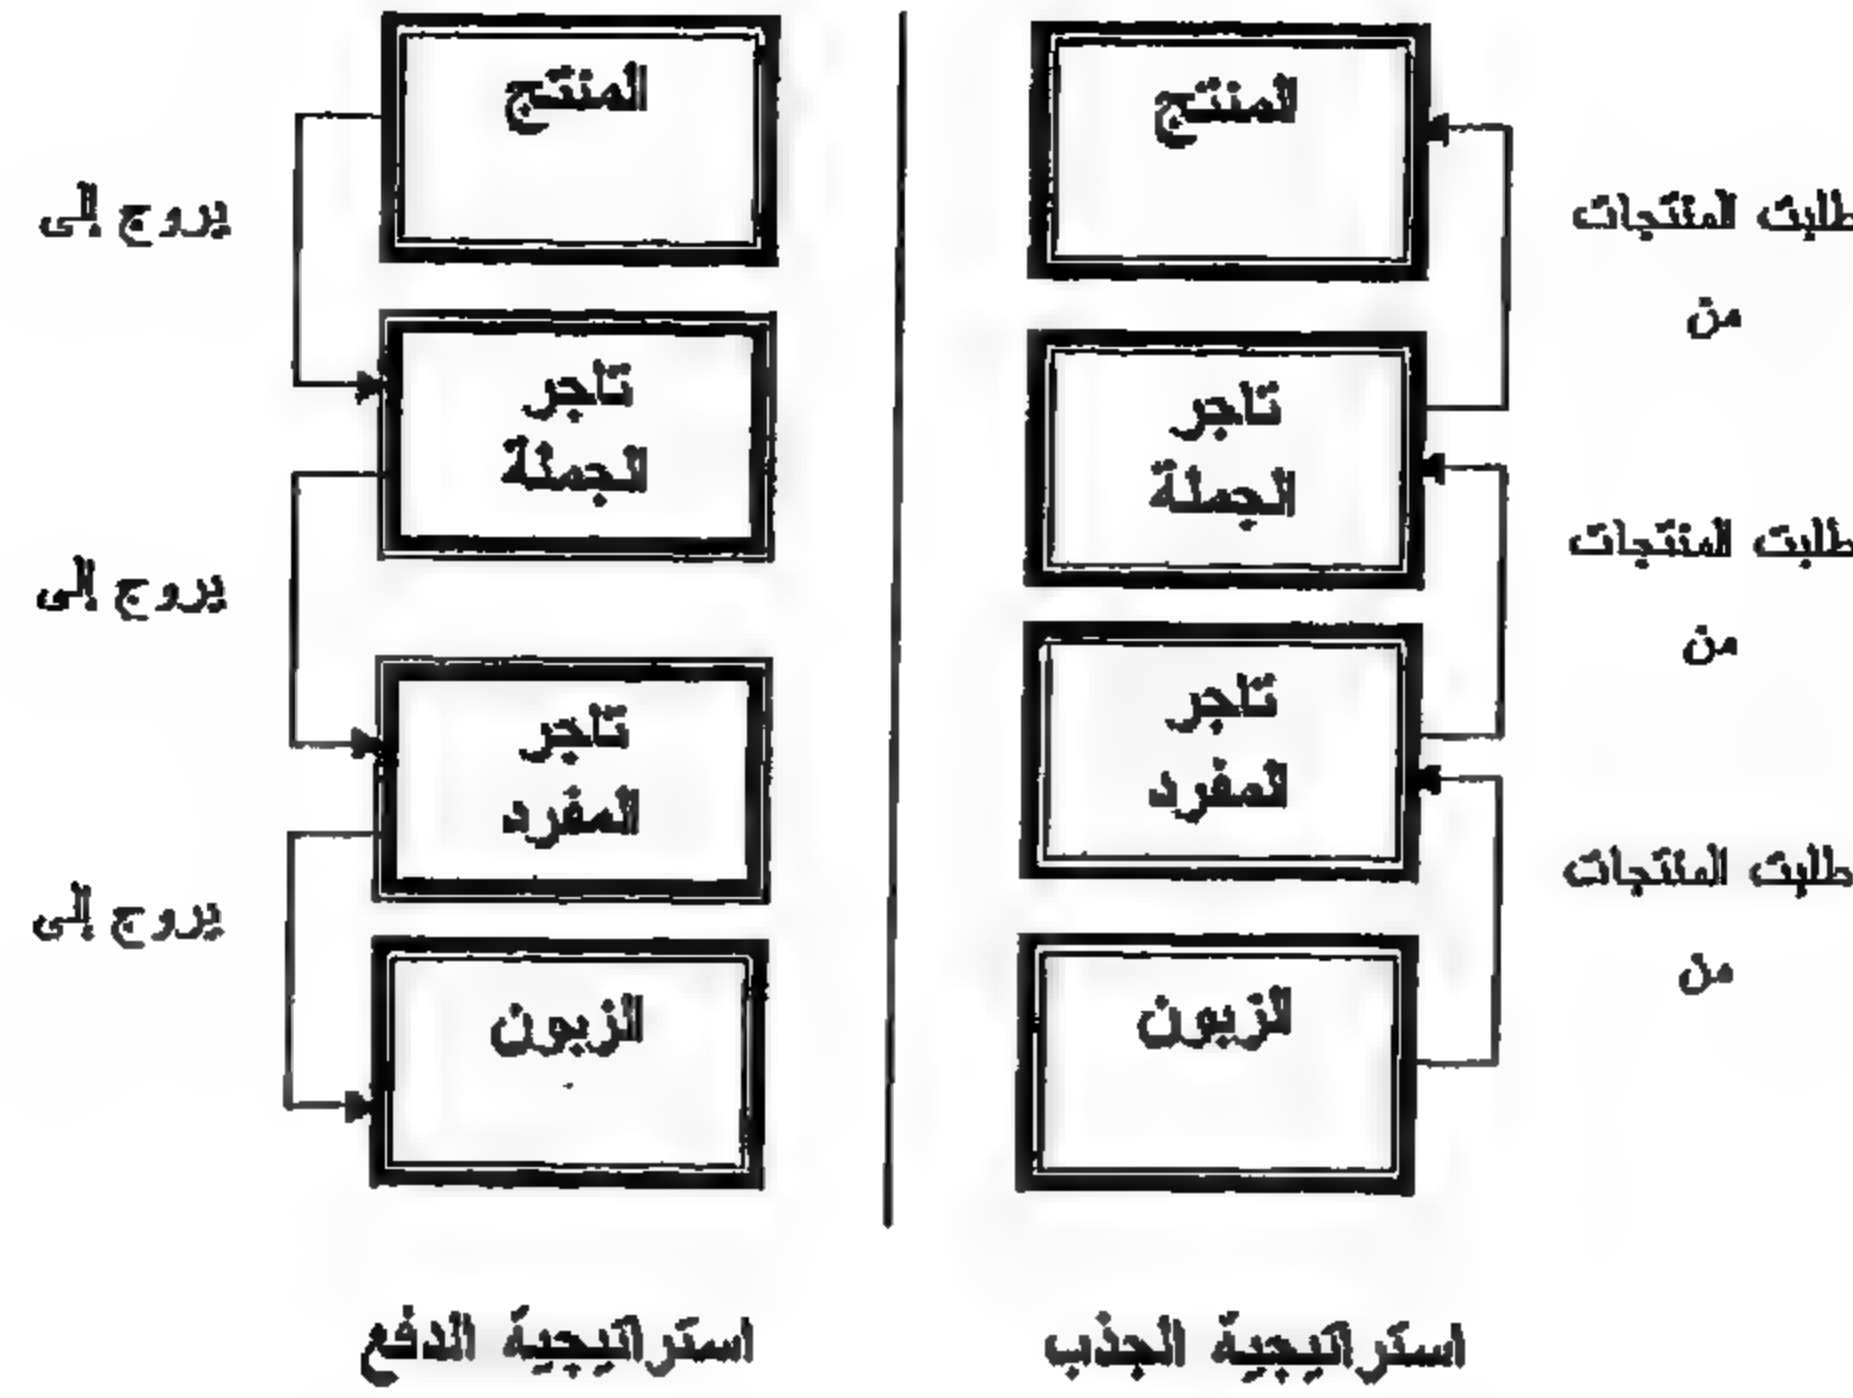 المنتج
طلبت المنتجات
من
تاجر
الجملة
طلبت المنتجات
من
تاجر
المفرد
طلبت المنتجات
من
الزبون
استراتيجية الجذب
المنتج
يروج إلى
تاجر
الجملة
يروج إلى
تاجر
المفرد
يروج إلى
الزبون
استراتيجية الدفع